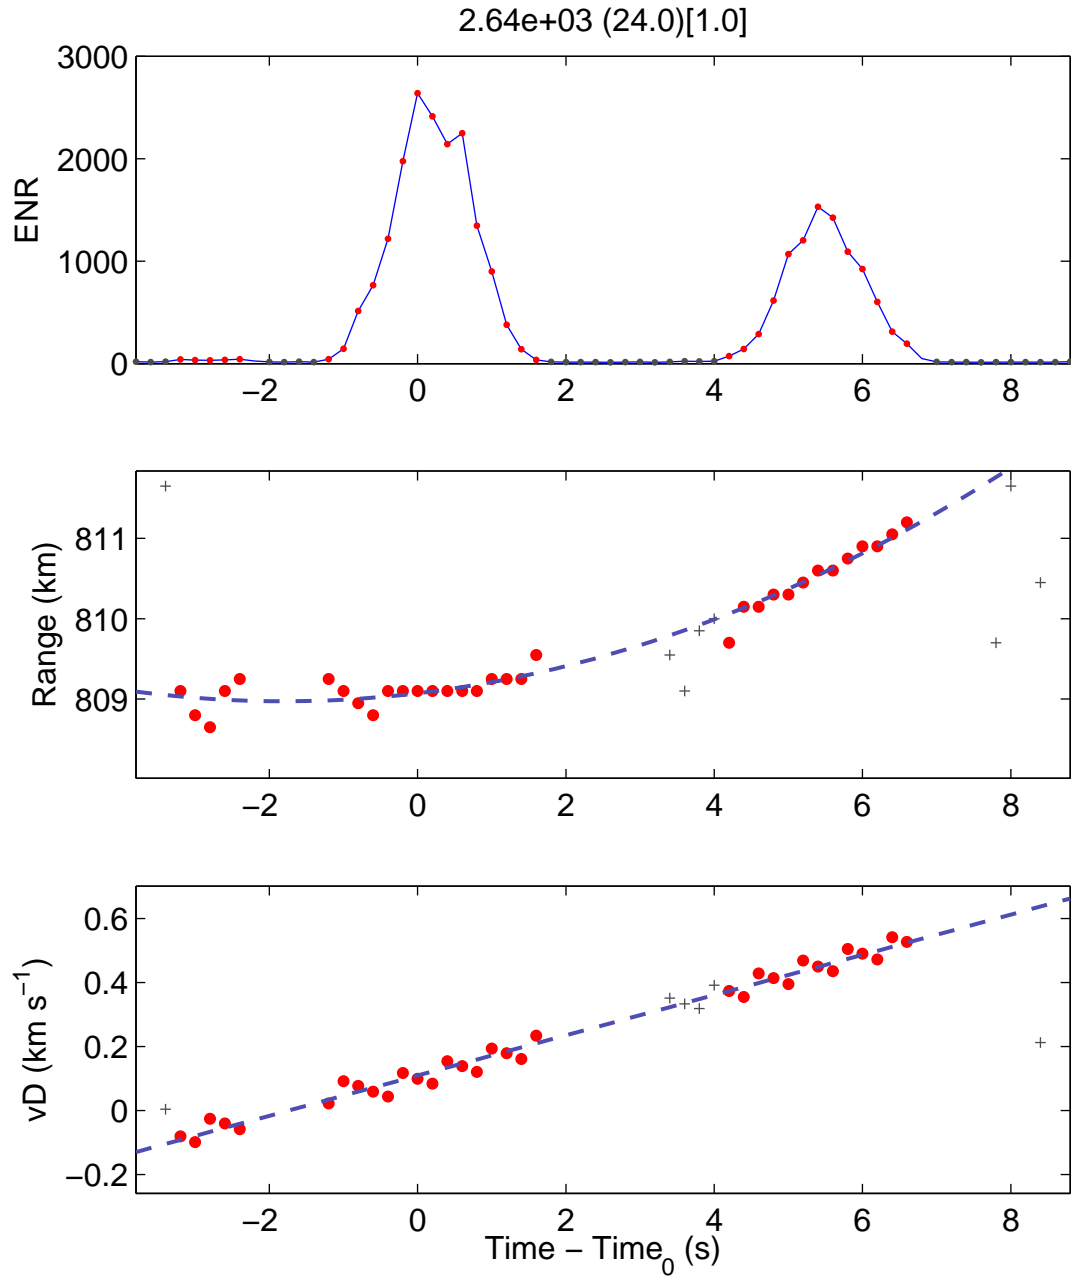 2.64e+03 (24.0)[1.0]
3000
2000
1000
0
ENR
−2 0 2 4 6 8
811
810
809
Range (km)
−2 0 2 4 6 8
0.6
0.4
0.2
0
−0.2
vD (km s⁻¹)
−2 0 2 4 6 8
Time − Time₀ (s)